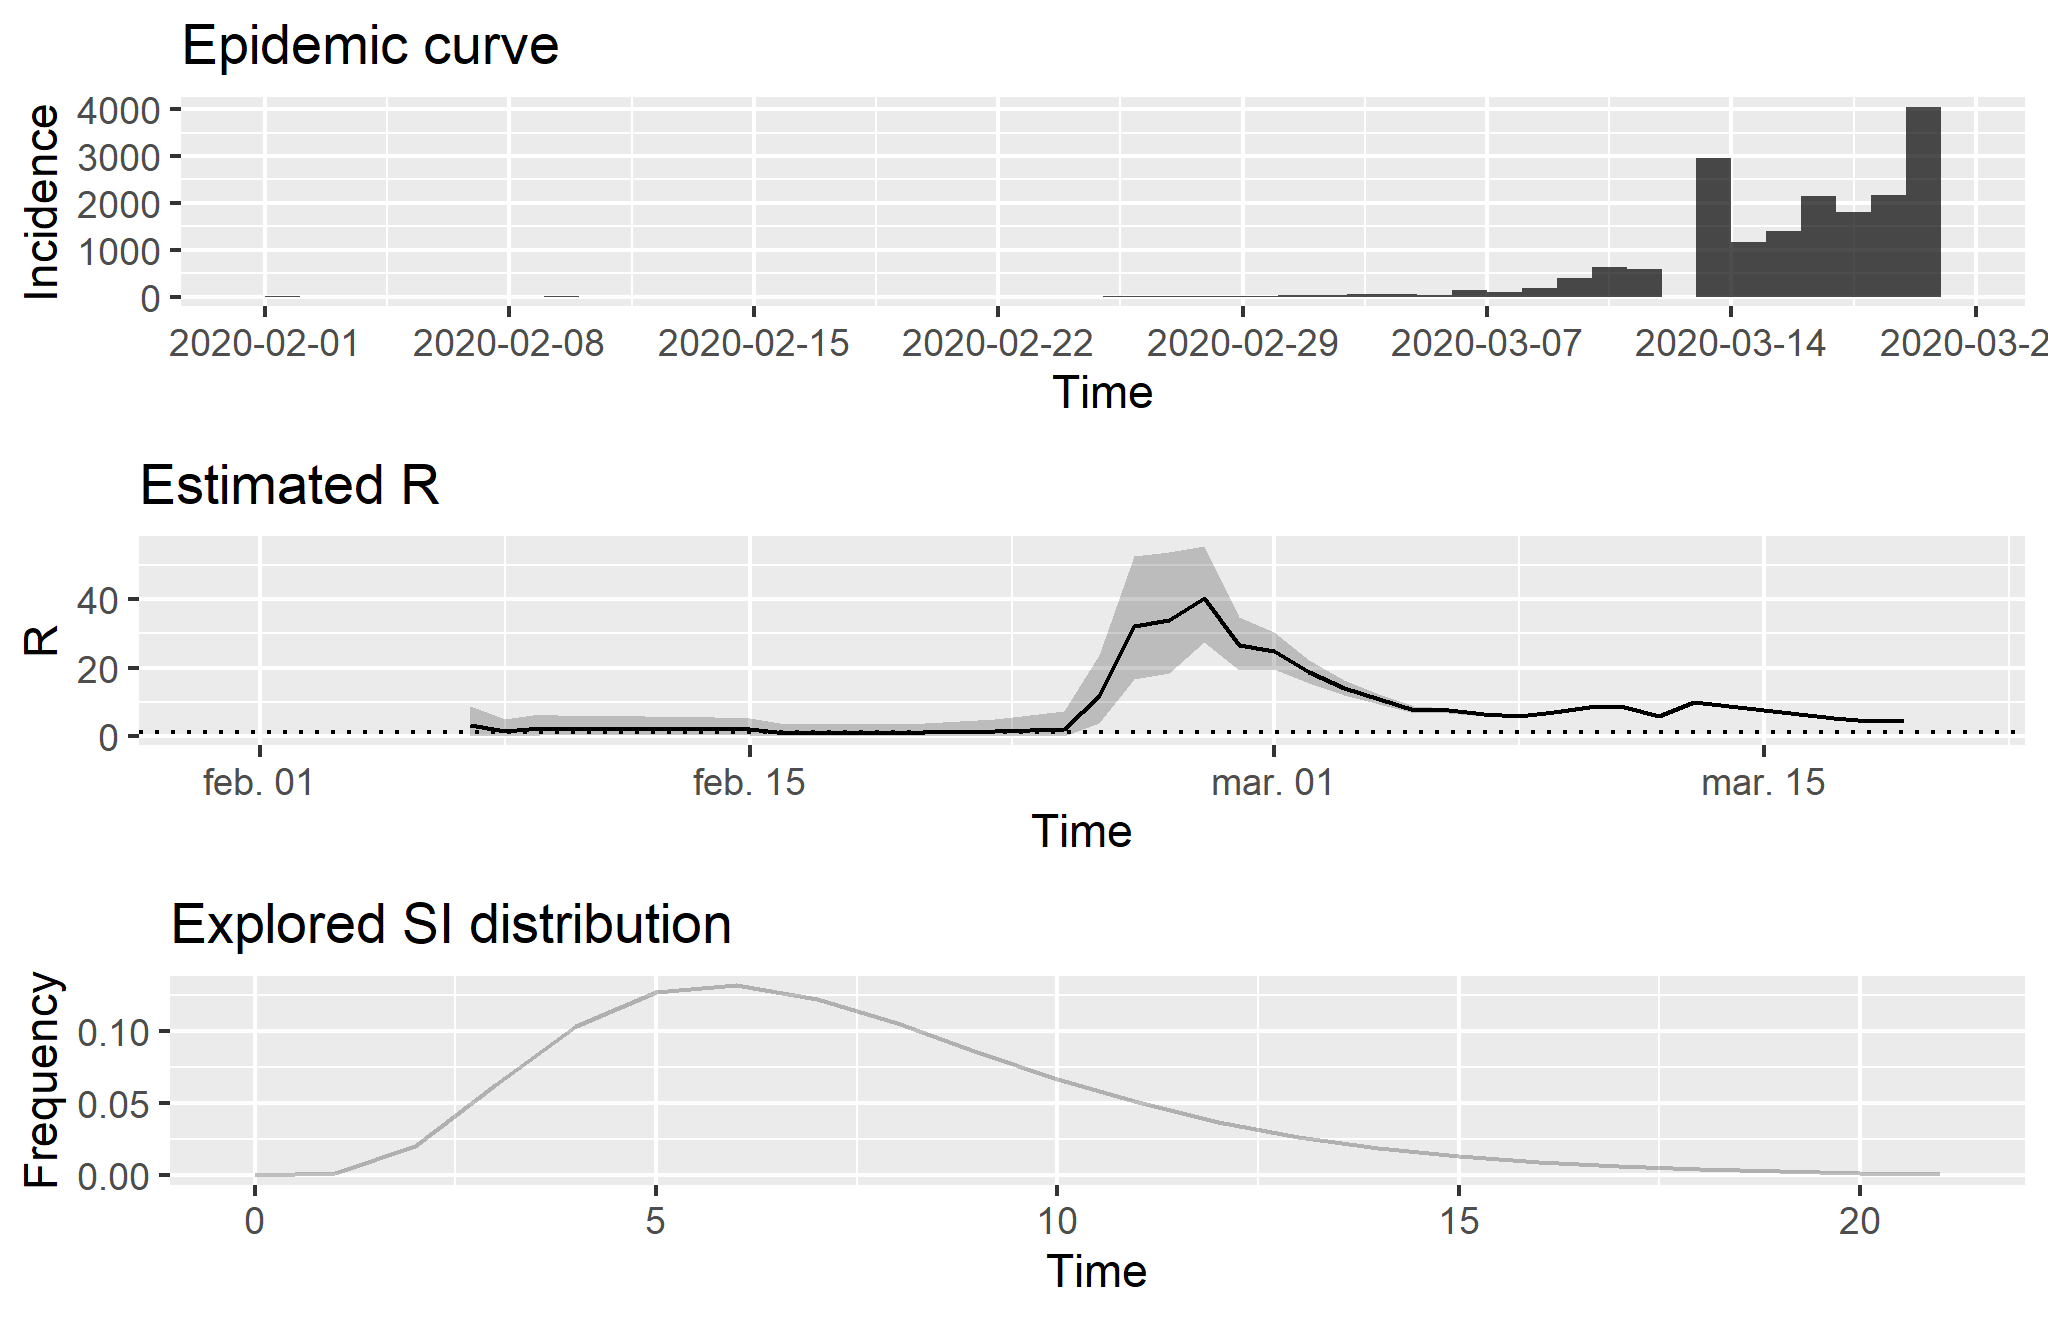 Epidemic curve
Incidence
4000
3000
2000
1000
0
2020-02-01 2020-02-08 2020-02-15 2020-02-22 2020-02-29 2020-03-07 2020-03-14 2020-03-2
Time
Estimated R
R
40
20
0
feb. 01 feb. 15 mar. 01 mar. 15
Time
Explored SI distribution
Frequency
0.10
0.05
0.00
0 5 10 15 20
Time